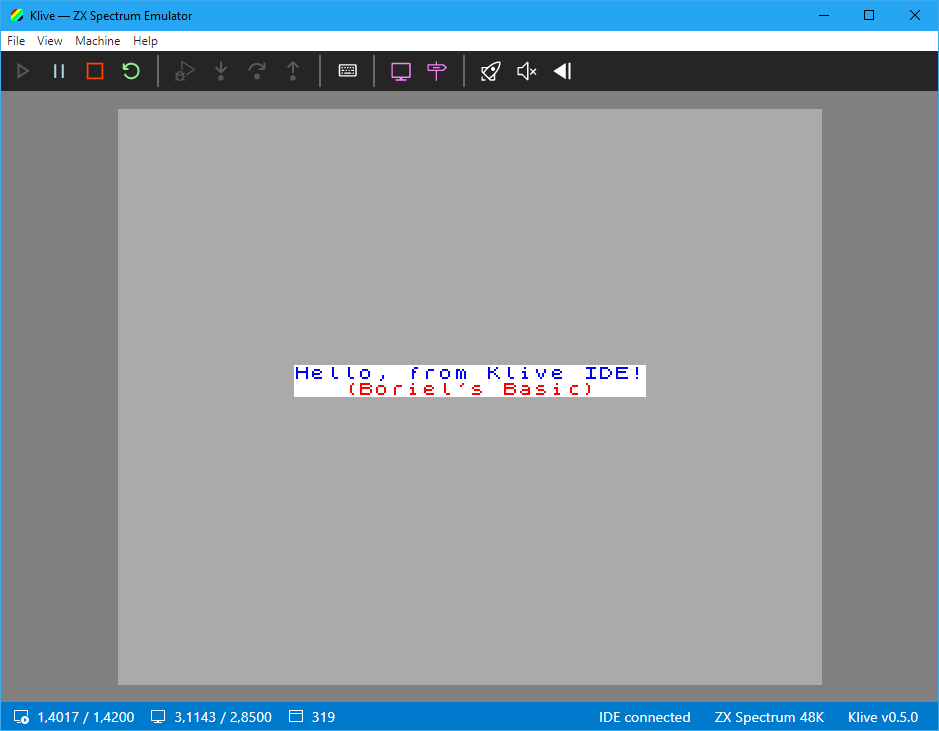 Klive — ZX Spectrum Emulator
File View Machine Help
Hello, from Klive IDE!
(Boriel's Basic)
1,4017 / 1,4200 3,1143 / 2,8500 319 IDE connected ZX Spectrum 48K Klive v0.5.0